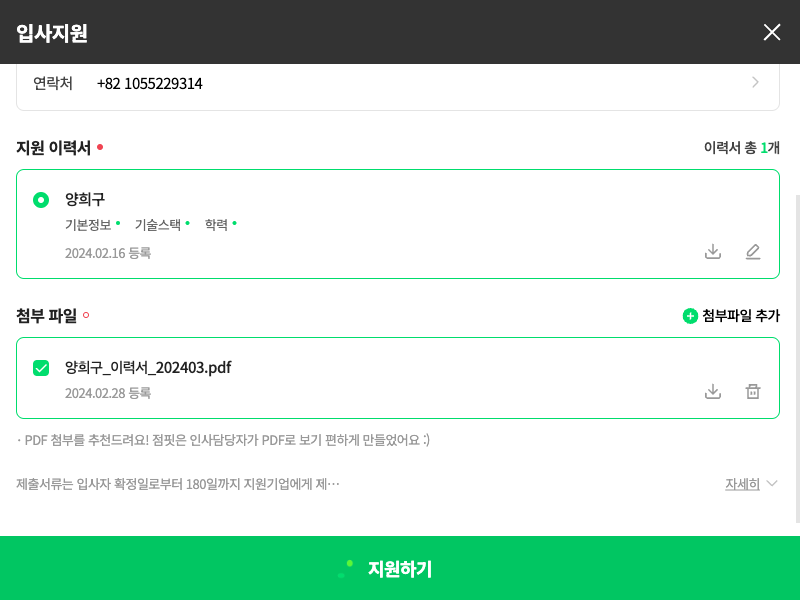 입사지원
연락처 +82 1055229314
지원 이력서
이력서 총 1개
양희구
기본정보 기술스택 학력
2024.02.16 등록
첨부 파일
첨부파일 추가
양희구_이력서_202403.pdf
2024.02.28 등록
· PDF 첨부를 추천드려요! 점핏은 인사담당자가 PDF로 보기 편하게 만들었어요 :)
제출서류는 입사자 확정일로부터 180일까지 지원기업에게 제…
자세히
지원하기